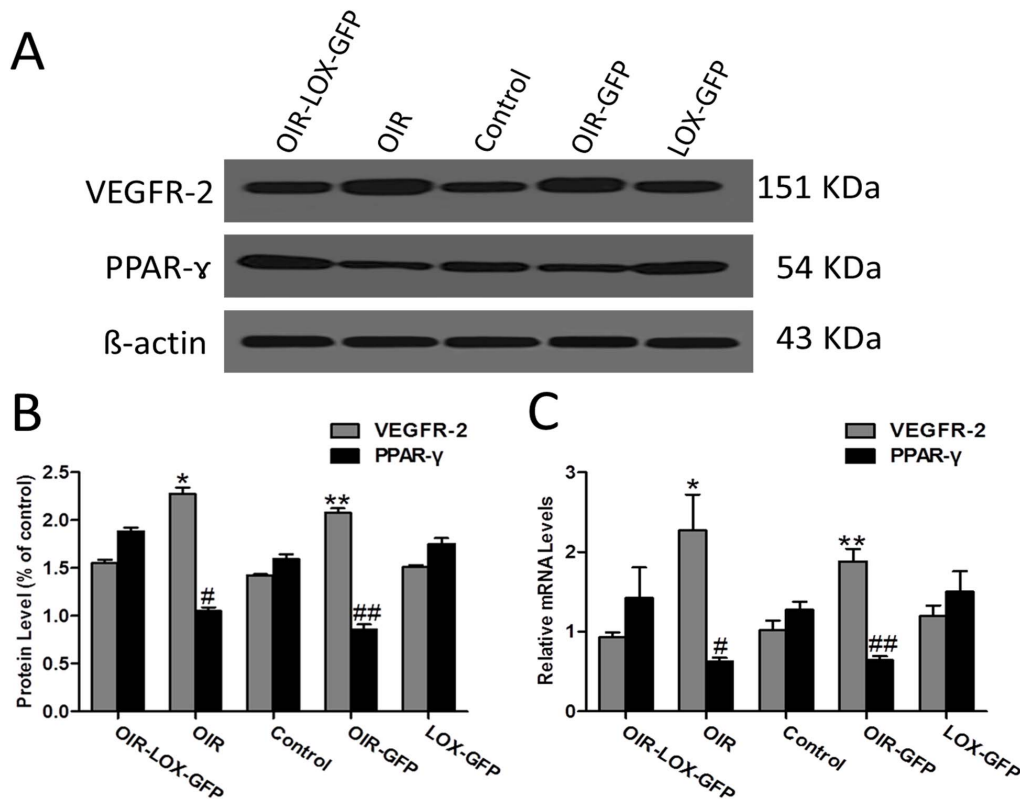 A
OIR-LOX-GFP
OIR
Control
OIR-GFP
LOX-GFP
VEGFR-2
151 KDa
PPAR-ɤ
54 KDa
ß-actin
43 KDa
B
VEGFR-2
PPAR-γ
Protein Level (% of control)
2.5
2.0
1.5
1.0
0.5
0.0
*
#
**
##
OIR-LOX-GFP
OIR
Control
OIR-GFP
LOX-GFP
C
VEGFR-2
PPAR-γ
Relative mRNA Levels
3
2
1
0
*
#
**
##
OIR-LOX-GFP
OIR
Control
OIR-GFP
LOX-GFP